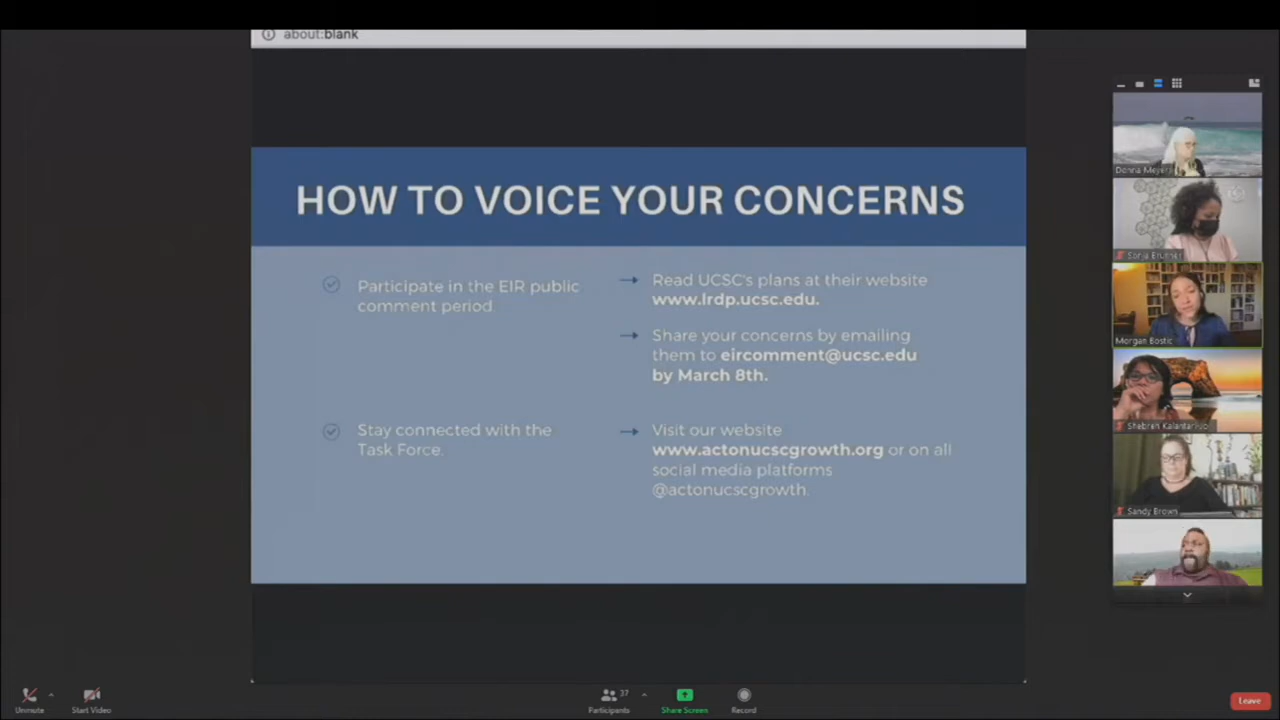 about:blank
HOW TO VOICE YOUR CONCERNS
Participate in the EIR public
comment period.
Read UCSC's plans at their website
www.lrdp.ucsc.edu.
Share your concerns by emailing
them to eircomment@ucsc.edu
by March 8th.
Stay connected with the
Task Force.
Visit our website
www.actonucscgrowth.org or on all
social media platforms
@actonucscgrowth.
Donna Meyers
Sonja Brunner
Morgan Bostic
Shebreh Kalantari-Jo
Sandy Brown
Unmute
Start Video
37
Participants
Share Screen
Record
Leave